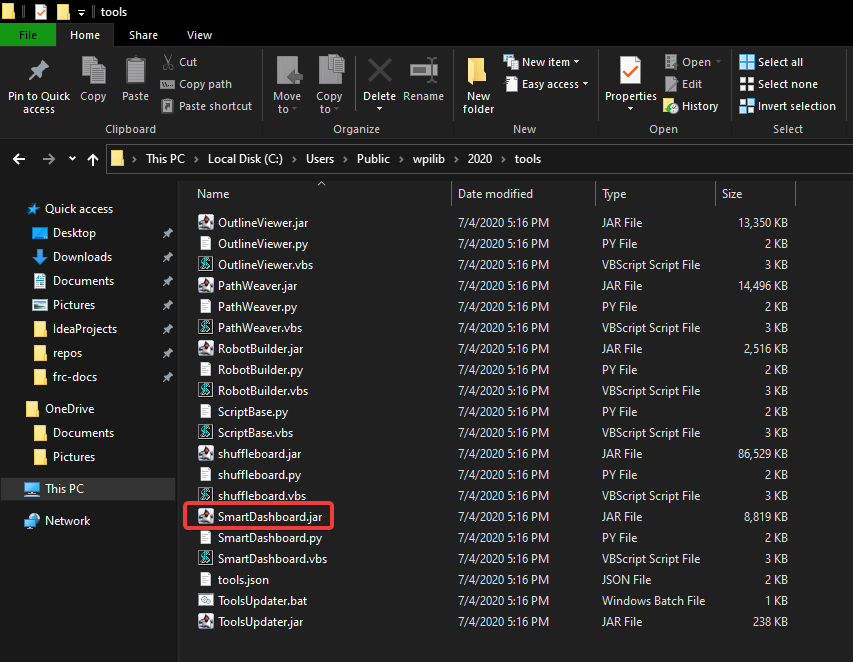 tools
File Home Share View
Pin to Quick access
Copy
Paste
Cut
Copy path
Paste shortcut
Clipboard
Move to
Copy to
Delete
Rename
Organize
New folder
New item
Easy access
New
Properties
Open
Edit
History
Open
Select all
Select none
Invert selection
Select
This PC > Local Disk (C:) > Users > Public > wpilib > 2020 > tools
Quick access
Desktop
Downloads
Documents
Pictures
IdeaProjects
repos
frc-docs
OneDrive
Documents
Pictures
This PC
Network
Name Date modified Type Size
OutlineViewer.jar 7/4/2020 5:16 PM JAR File 13,350 KB
OutlineViewer.py 7/4/2020 5:16 PM PY File 2 KB
OutlineViewer.vbs 7/4/2020 5:16 PM VBScript Script File 3 KB
PathWeaver.jar 7/4/2020 5:16 PM JAR File 14,496 KB
PathWeaver.py 7/4/2020 5:16 PM PY File 2 KB
PathWeaver.vbs 7/4/2020 5:16 PM VBScript Script File 3 KB
RobotBuilder.jar 7/4/2020 5:16 PM JAR File 2,516 KB
RobotBuilder.py 7/4/2020 5:16 PM PY File 2 KB
RobotBuilder.vbs 7/4/2020 5:16 PM VBScript Script File 3 KB
ScriptBase.py 7/4/2020 5:16 PM PY File 2 KB
ScriptBase.vbs 7/4/2020 5:16 PM VBScript Script File 3 KB
shuffleboard.jar 7/4/2020 5:16 PM JAR File 86,529 KB
shuffleboard.py 7/4/2020 5:16 PM PY File 2 KB
shuffleboard.vbs 7/4/2020 5:16 PM VBScript Script File 3 KB
SmartDashboard.jar 7/4/2020 5:16 PM JAR File 8,819 KB
SmartDashboard.py 7/4/2020 5:16 PM PY File 2 KB
SmartDashboard.vbs 7/4/2020 5:16 PM VBScript Script File 3 KB
tools.json 7/4/2020 5:16 PM JSON File 2 KB
ToolsUpdater.bat 7/4/2020 5:16 PM Windows Batch File 1 KB
ToolsUpdater.jar 7/4/2020 5:16 PM JAR File 238 KB